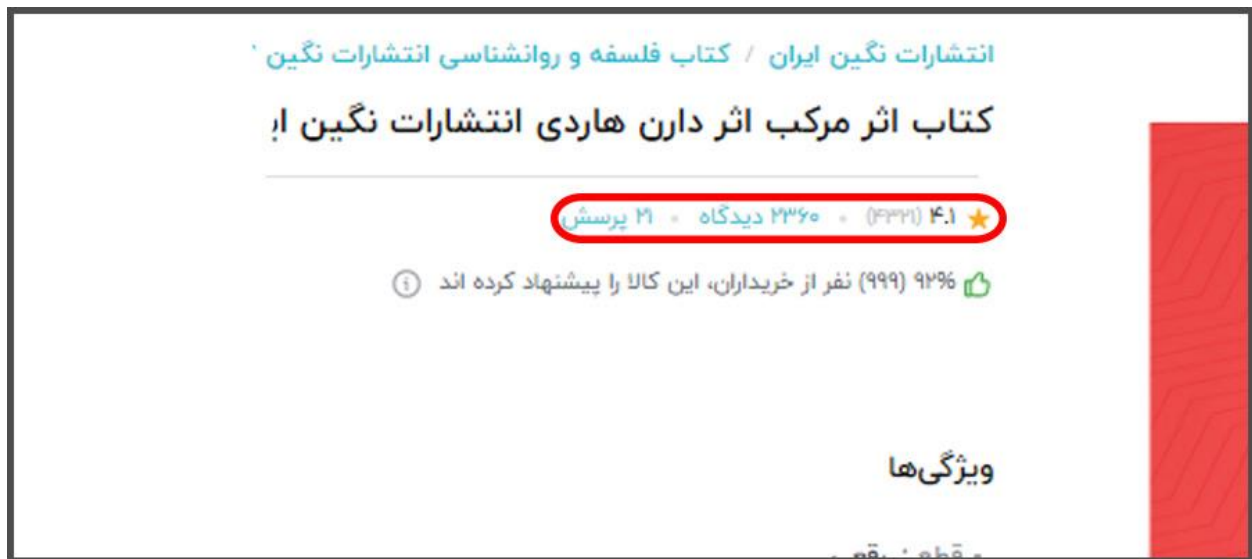 انتشارات نگین ایران / کتاب فلسفه و روانشناسی انتشارات نگین
کتاب اثر مرکب اثر دارن هاردی انتشارات نگین
۴.۱ (۴۳۲۱) • ۲۳۶۰ دیدگاه • ۲۱ پرسش
۹۲% (۹۹۹) نفر از خریداران، این کالا را پیشنهاد کرده اند
ویژگی‌ها